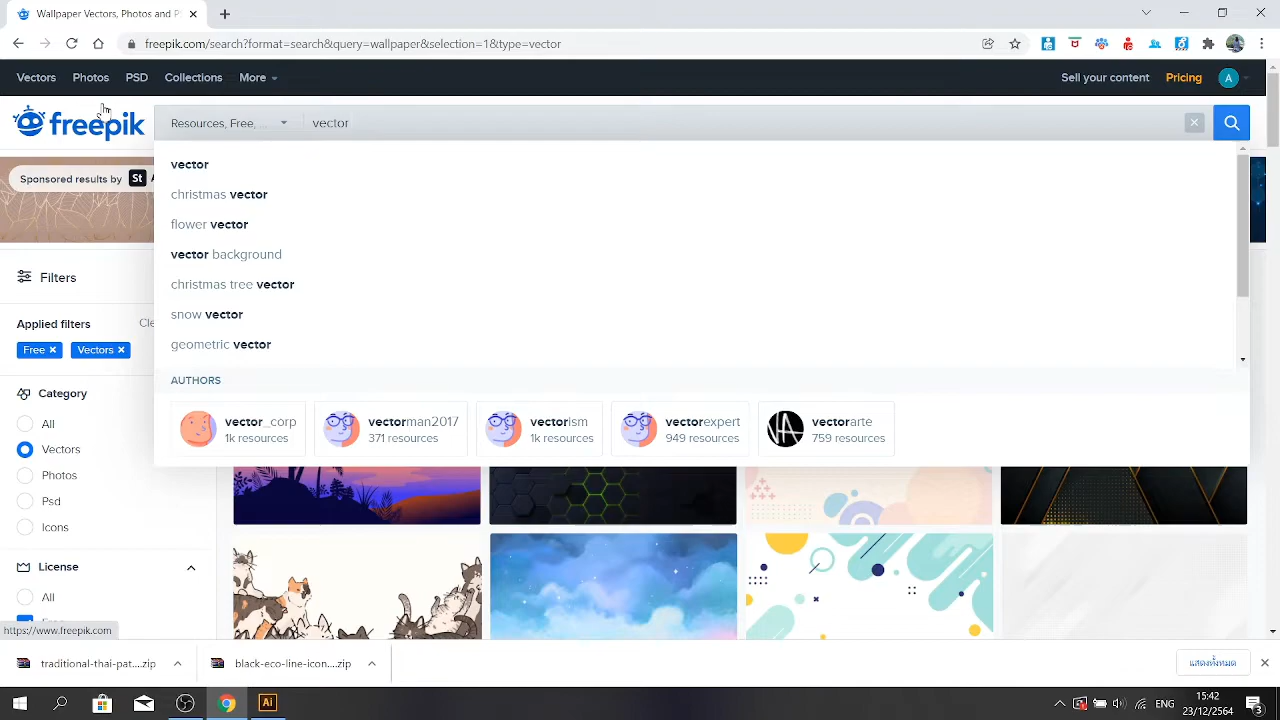 Wallpaper Vectors, Photos and P
freepik.com/search?format=search&query=wallpaper&selection=1&type=vector
Vectors Photos PSD Collections More Sell your content Pricing A
freepik Resources, Free, ... vector
Sponsored results by St A
vector
christmas vector
flower vector
vector background
christmas tree vector
snow vector
geometric vector
AUTHORS
vector_corp
1k resources
vectorman2017
371 resources
vectorism
1k resources
vectorexpert
949 resources
VA vectorarte
759 resources
Filters
Applied filters Cle
Free Vectors
Category
All
Vectors
Photos
Psd
Icons
License
All
https://www.freepik.com
traditional-thai-pat....zip black-eco-line-icon....zip แสดงทั้งหมด
Ai ENG 15:42
23/12/2564 3